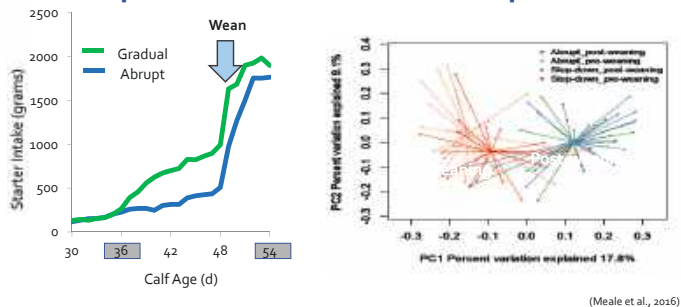 Wean
2500
2000
1500
1000
500
0
Gradual
Abrupt
Starter Intake (grams)
30 36 42 48 54
Calf Age (d)
0.4
0.3
0.2
0.1
0.0
-0.1
-0.2
-0.3
Abrupt_post-weaning
Abrupt_pre-weaning
Step-down_post-weaning
Step-down_pre-weaning
PC2 Percent variation explained 9.1%
Post
-0.3 -0.2 -0.1 0.0 0.1 0.2 0.3
PC1 Percent variation explained 17.8%
(Meale et al., 2016)